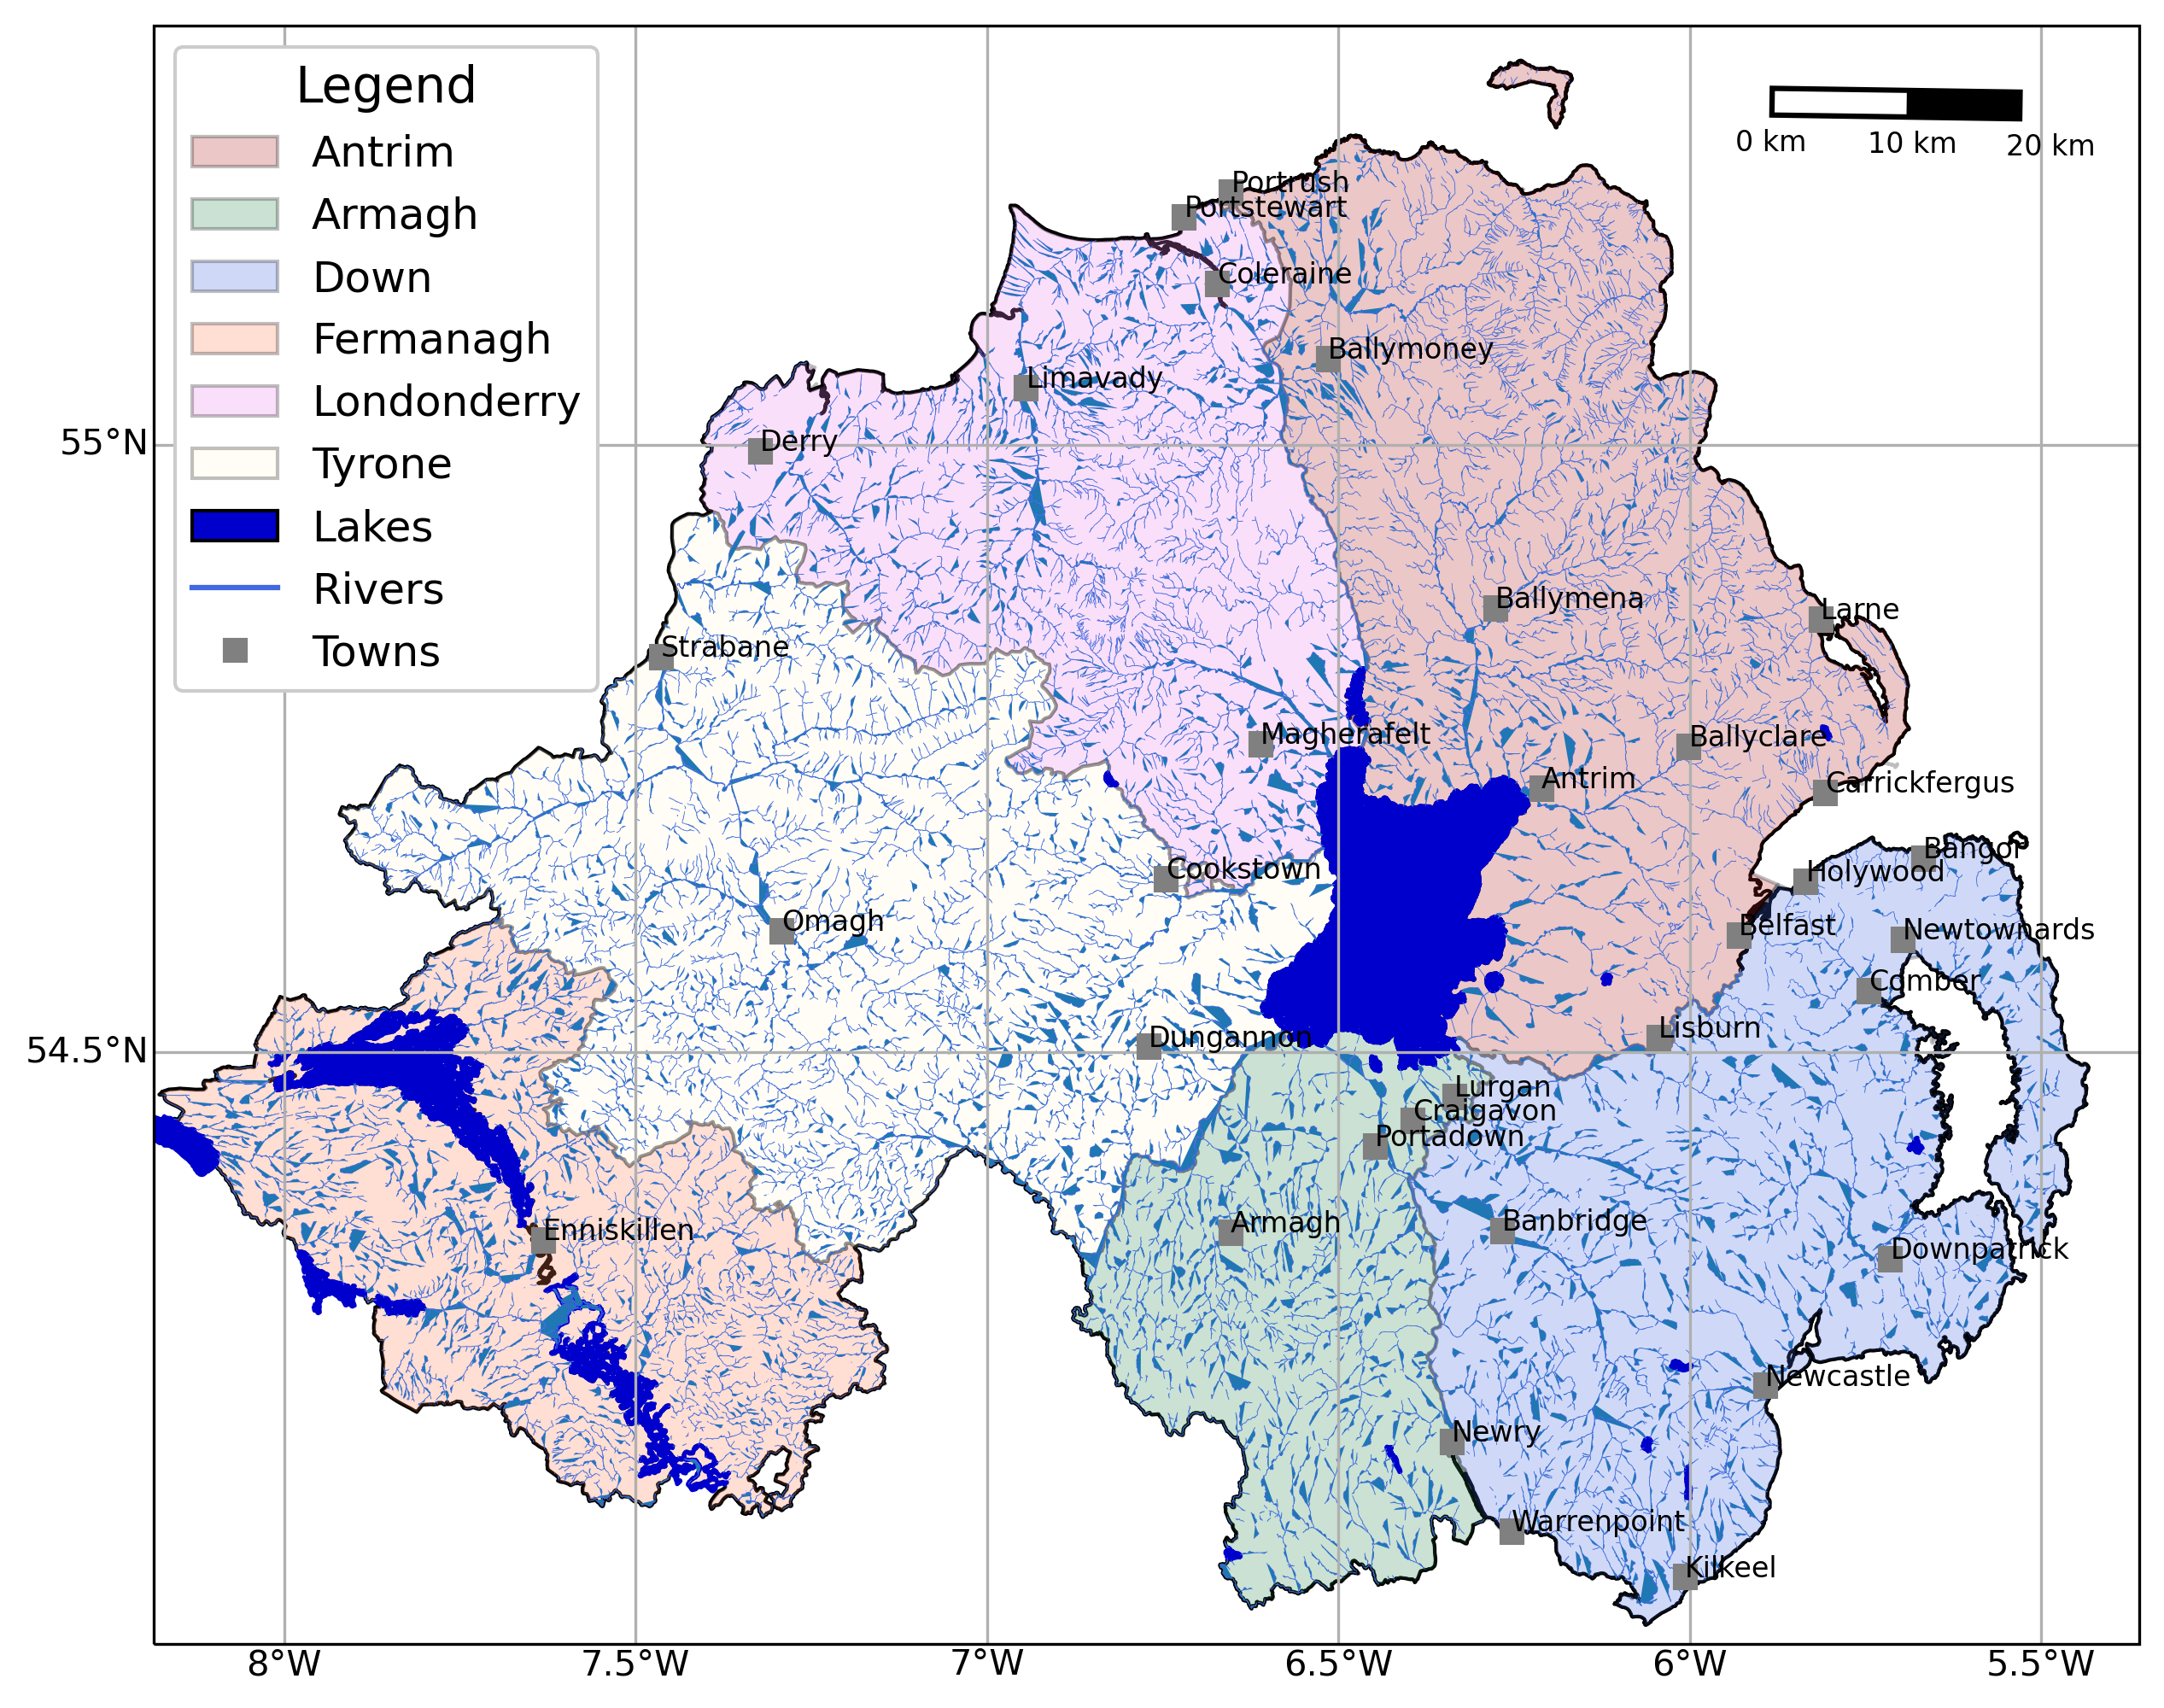 Legend
Antrim
Armagh
Down
Fermanagh
Londonderry
Tyrone
Lakes
Rivers
Towns
0 km
10 km
20 km
Portrush
Portstewart
Coleraine
Ballymoney
Limavady
55°N
Derry
Ballymena
Larne
Strabane
Magherafelt
Ballyclare
Antrim
Carrickfergus
Bangor
Cookstown
Holywood
Omagh
Belfast
Newtownards
Comber
Lisburn
Dungannon
54.5°N
Lurgan
Craigavon
Portadown
Armagh
Banbridge
Enniskillen
Downpatrick
Newcastle
Newry
Warrenpoint
Kilkeel
8°W
7.5°W
7°W
6.5°W
6°W
5.5°W